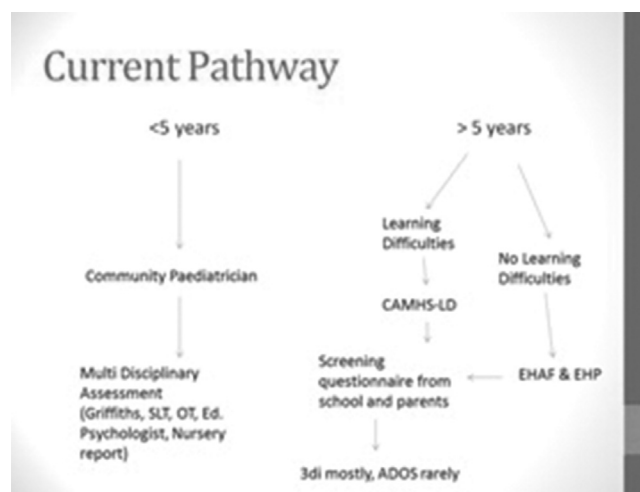 Current Pathway
<5 years
Community Paediatrician
Multi Disciplinary
Assessment
(Griffiths, SLT, OT, Ed.
Psychologist, Nursery
report)
> 5 years
Learning
Difficulties
CAMHS-LD
No Learning
Difficulties
EHAF & EHP
Screening
questionnaire from
school and parents
3di mostly, ADOS rarely